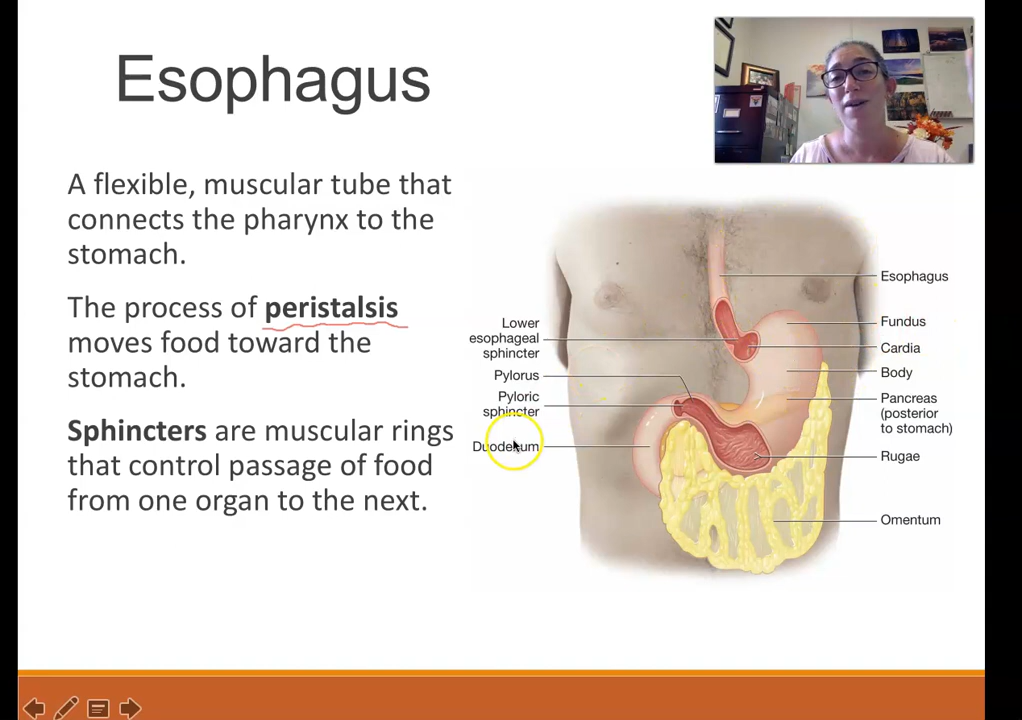 Esophagus
A flexible, muscular tube that
connects the pharynx to the
stomach.
The process of peristalsis
moves food toward the
stomach.
Sphincters are muscular rings
that control passage of food
from one organ to the next.
Lower
esophageal
sphincter
Pylorus
Pyloric
sphincter
Duodenum
Esophagus
Fundus
Cardia
Body
Pancreas
(posterior
to stomach)
Rugae
Omentum